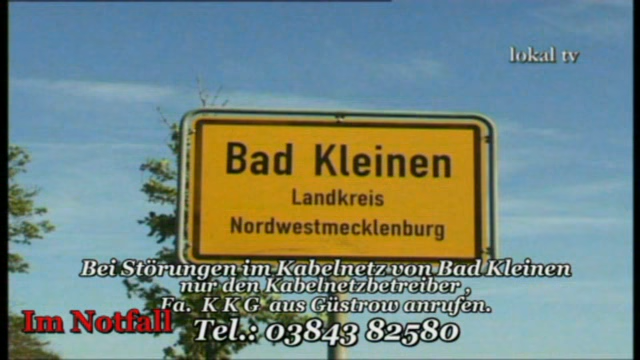 lokal tv
Bad Kleinen
Landkreis
Nordwestmecklenburg
Bei Störungen im Kabelnetz von Bad Kleinen
nur den Kabelnetzbetreiber ,
Fa. K K G aus Güstrow anrufen.
Im Notfall
Tel.: 03843 82580